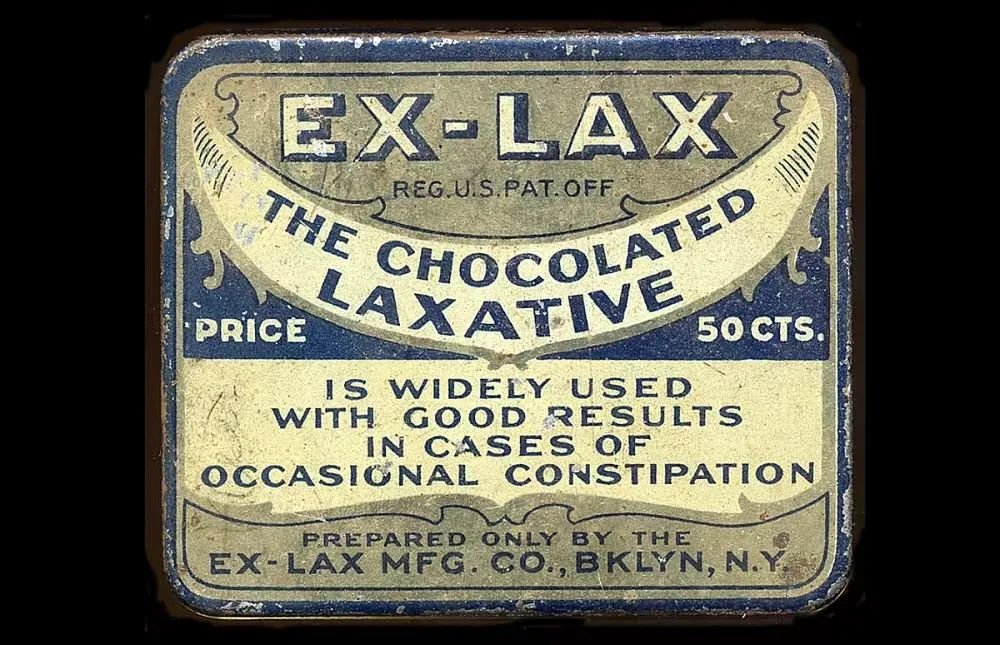 EX-LAX
REG.U.S.PAT.OFF
THE CHOCOLATED
LAXATIVE
PRICE 50 CTS.
IS WIDELY USED
WITH GOOD RESULTS
IN CASES OF
OCCASIONAL CONSTIPATION
PREPARED ONLY BY THE
EX-LAX MFG. CO., BKLYN, N.Y.